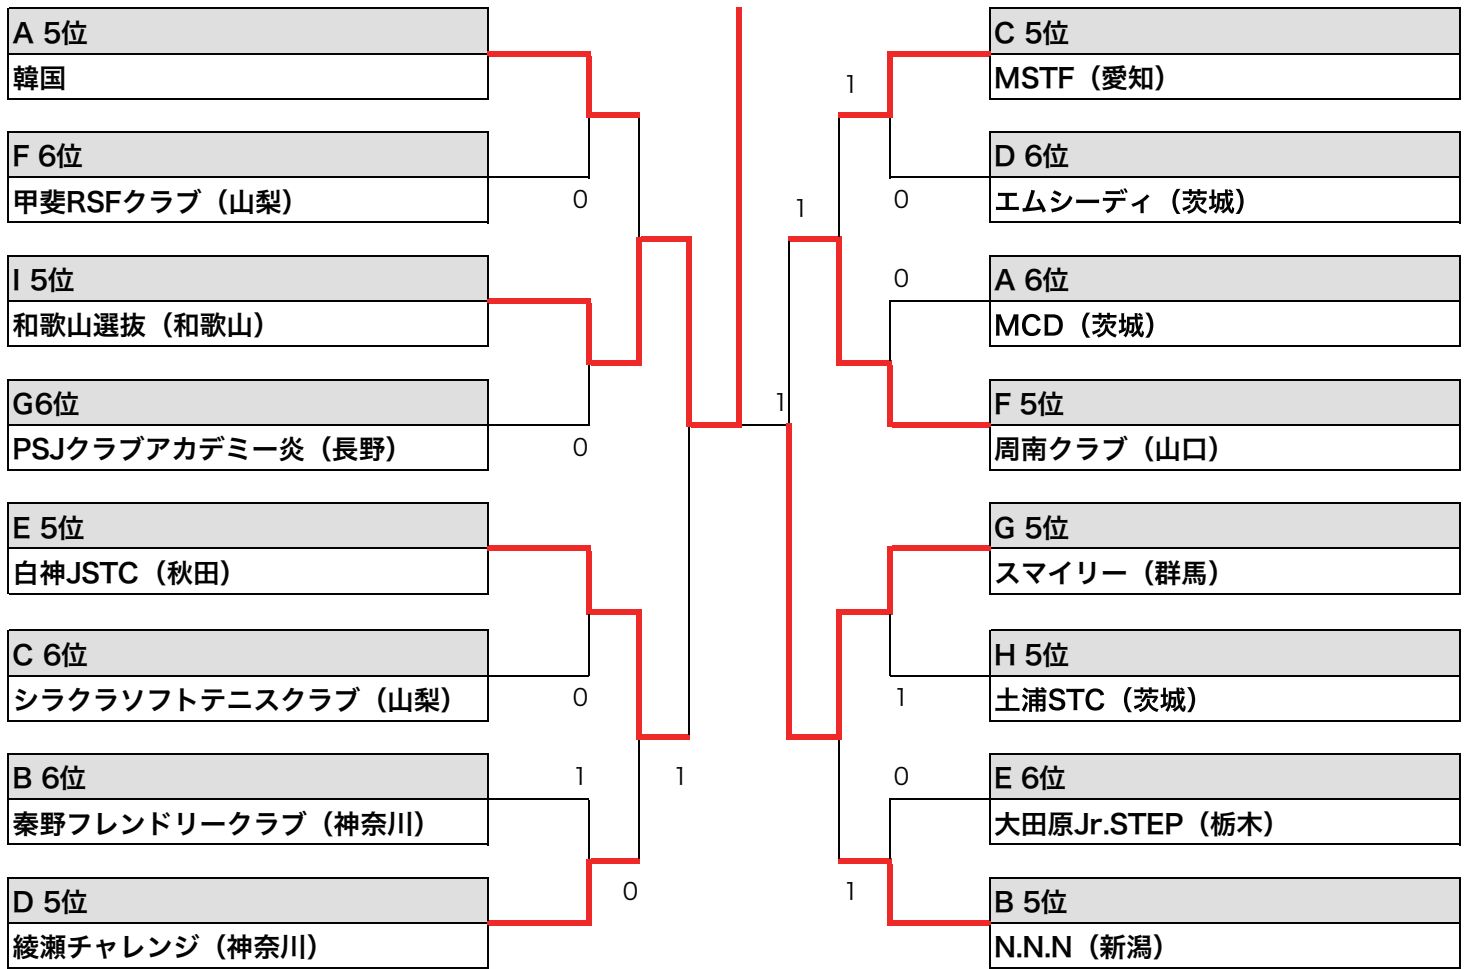 A 5位
韓国
F 6位
甲斐RSFクラブ（山梨）
0
I 5位
和歌山選抜（和歌山）
G6位
PSJクラブアカデミー炎（長野）
0
E 5位
白神JSTC（秋田）
C 6位
シラクラソフトテニスクラブ（山梨）
0
B 6位
1
秦野フレンドリークラブ（神奈川）
D 5位
0
綾瀬チャレンジ（神奈川）
1
1
C 5位
1
MSTF（愛知）
D 6位
0
エムシーディ（茨城）
1
0
A 6位
MCD（茨城）
F 5位
周南クラブ（山口）
G 5位
スマイリー（群馬）
H 5位
1
土浦STC（茨城）
0
E 6位
大田原Jr.STEP（栃木）
1
B 5位
N.N.N（新潟）